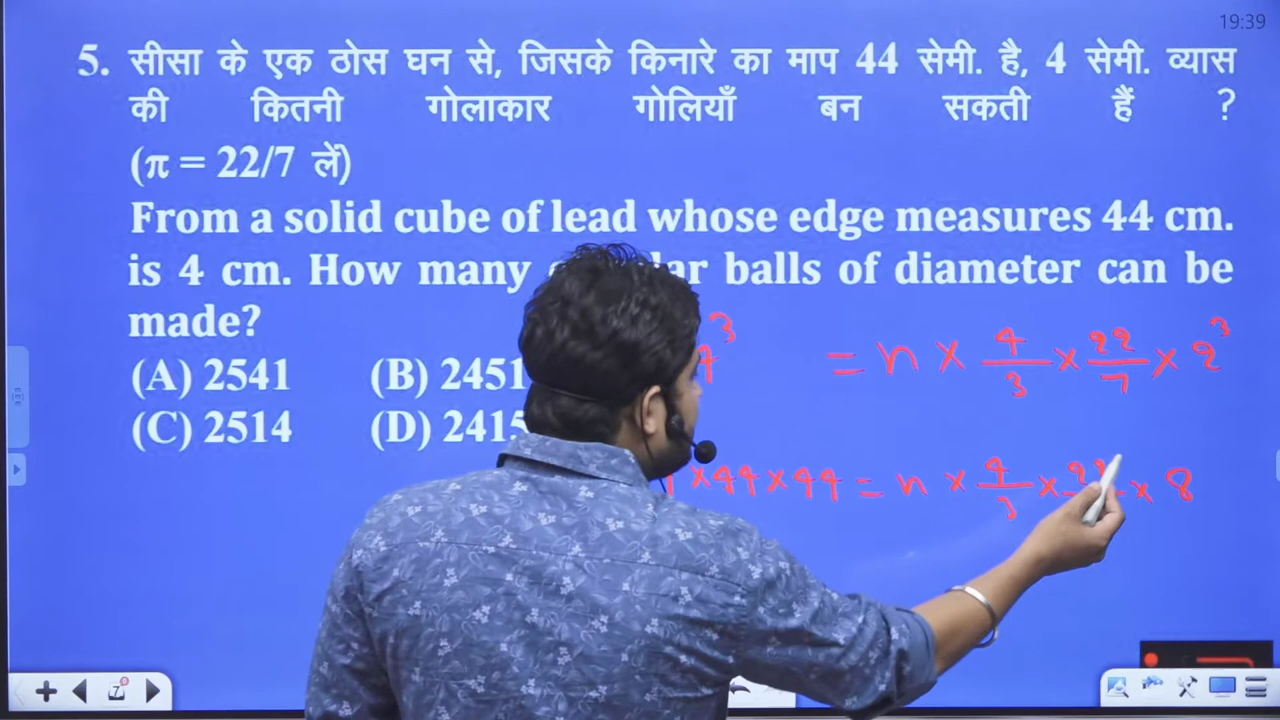 19:39
5. सीसा के एक ठोस घन से, जिसके किनारे का माप 44 सेमी. है, 4 सेमी. व्यास
की कितनी गोलाकार गोलियाँ बन सकती हैं ?
(π = 22/7 लें)
From a solid cube of lead whose edge measures 44 cm.
is 4 cm. How many balls of diameter can be
made?
(A) 2541 (B) 2451
(C) 2514 (D) 2415
= n × 4/3 × 22/7 × 2³
×44×44 = n × 4/3 × × 8